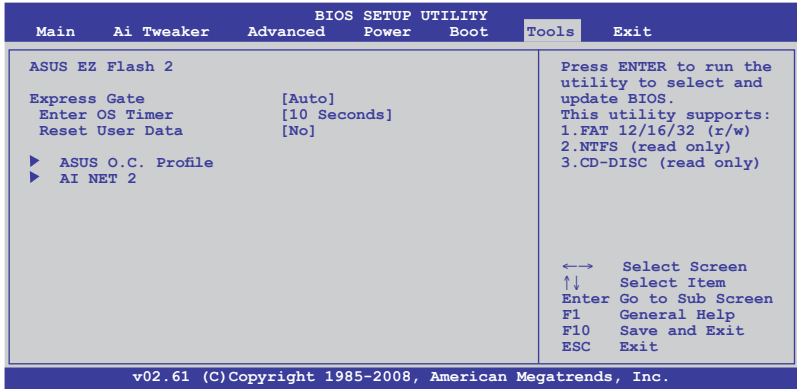 BIOS SETUP UTILITY
Main Ai Tweaker Advanced Power Boot Tools Exit
ASUS EZ Flash 2
Express Gate [Auto]
Enter OS Timer [10 Seconds]
Reset User Data [No]
▶ ASUS O.C. Profile
▶ AI NET 2
Press ENTER to run the
utility to select and
update BIOS.
This utility supports:
1.FAT 12/16/32 (r/w)
2.NTFS (read only)
3.CD-DISC (read only)
←→ Select Screen
↑↓ Select Item
Enter Go to Sub Screen
F1 General Help
F10 Save and Exit
ESC Exit
v02.61 (C)Copyright 1985-2008, American Megatrends, Inc.